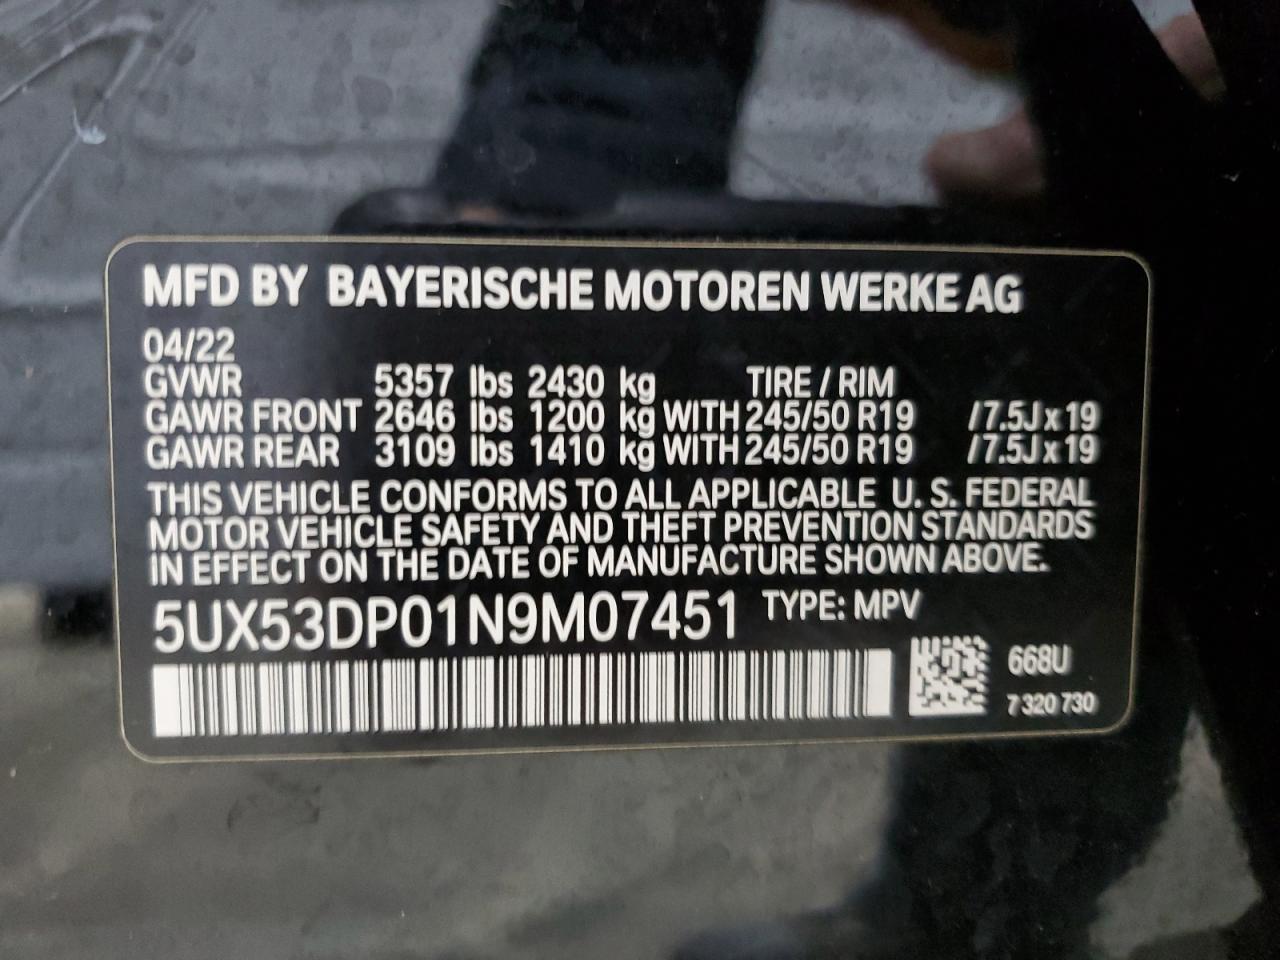 MFD BY BAYERISCHE MOTOREN WERKE AG
04/22
GVWR 5357 lbs 2430 kg TIRE / RIM
GAWR FRONT 2646 lbs 1200 kg WITH 245/50 R19 /7.5J x 19
GAWR REAR 3109 lbs 1410 kg WITH 245/50 R19 /7.5J x 19
THIS VEHICLE CONFORMS TO ALL APPLICABLE U. S. FEDERAL
MOTOR VEHICLE SAFETY AND THEFT PREVENTION STANDARDS
IN EFFECT ON THE DATE OF MANUFACTURE SHOWN ABOVE.
5UX53DP01N9M07451 TYPE: MPV
668U
7 320 730